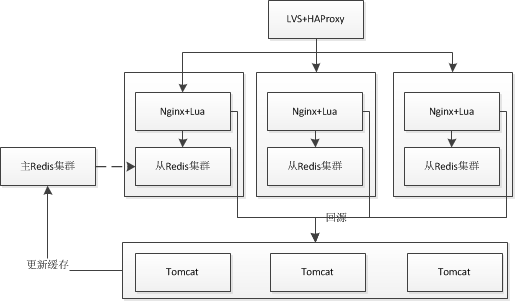 LVS+HAProxy
Nginx+Lua
Nginx+Lua
Nginx+Lua
主Redis集群
从Redis集群
从Redis集群
从Redis集群
回源
更新缓存
Tomcat
Tomcat
Tomcat